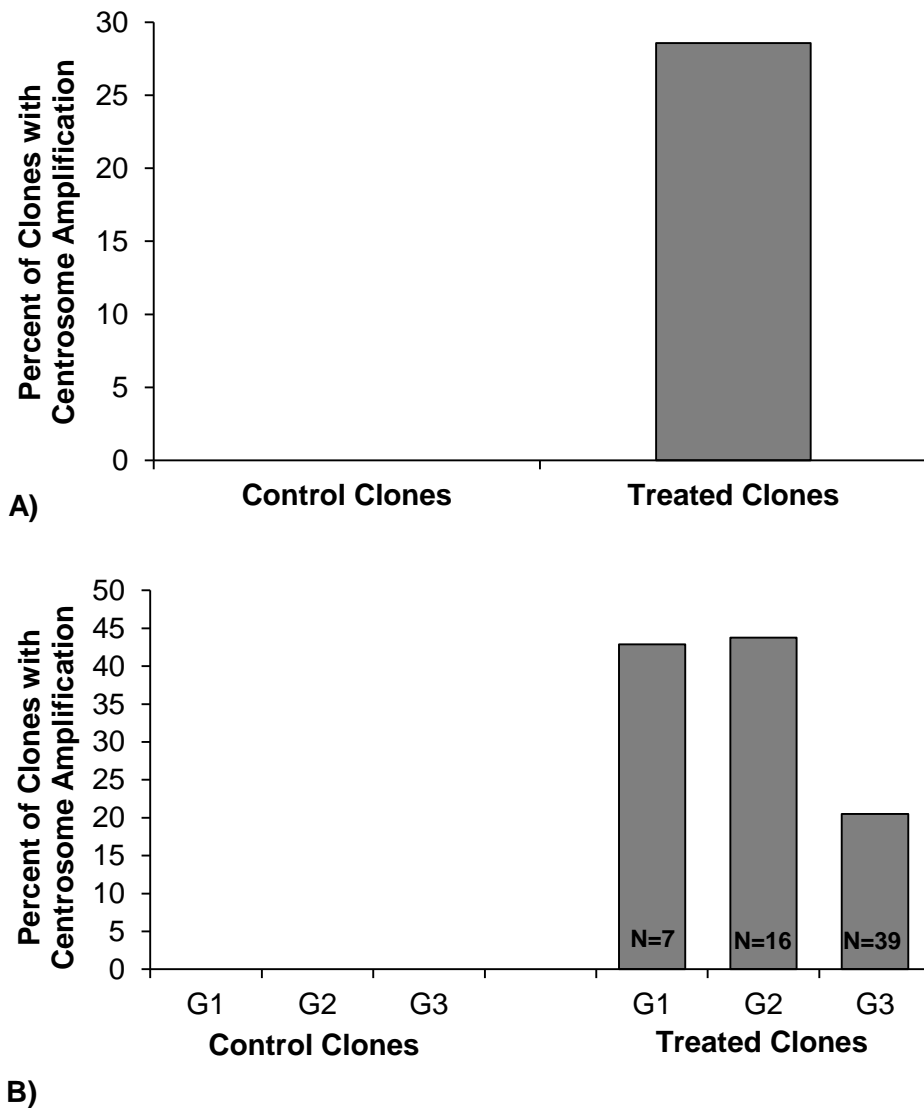 Percent of Clones with
Centrosome Amplification
30
25
20
15
10
5
0
Control Clones
Treated Clones
A)
Percent of Clones with
Centrosome Amplification
50
45
40
35
30
25
20
15
10
5
0
N=7
N=16
N=39
G1
G2
G3
G1
G2
G3
Control Clones
Treated Clones
B)